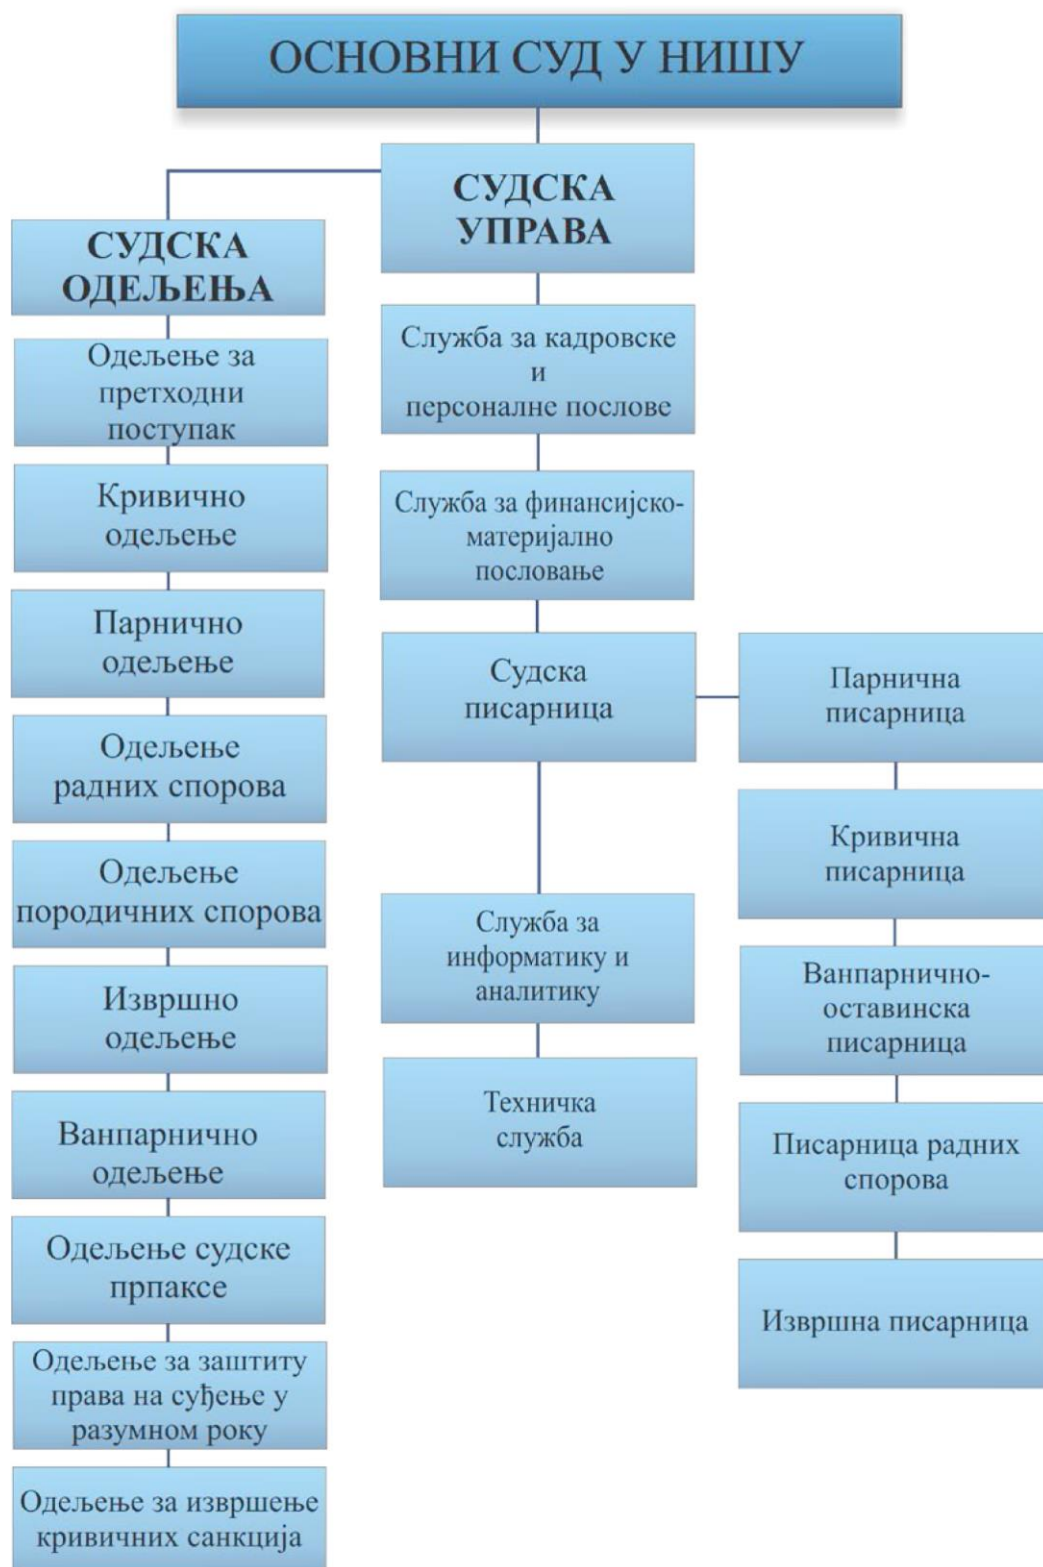 ОСНОВНИ СУД У НИШУ
СУДСКА
УПРАВА
СУДСКА
ОДЕЉЕЊА
Одељење за
претходни
поступак
Кривично
одељење
Парнично
одељење
Одељење
радних спорова
Одељење
породичних спорова
Извршно
одељење
Ванпарнично
одељење
Одељење судске
прпаксе
Одељење за заштиту
права на суђење у
разумном року
Одељење за извршење
кривичних санкција
Служба за кадровске
и
персоналне послове
Служба за финансијско-
материјално
пословање
Судска
писарница
Служба за
информатику и
аналитику
Техничка
служба
Парнична
писарница
Кривична
писарница
Ванпарнично-
оставинска
писарница
Писарница радних
спорова
Извршна писарница